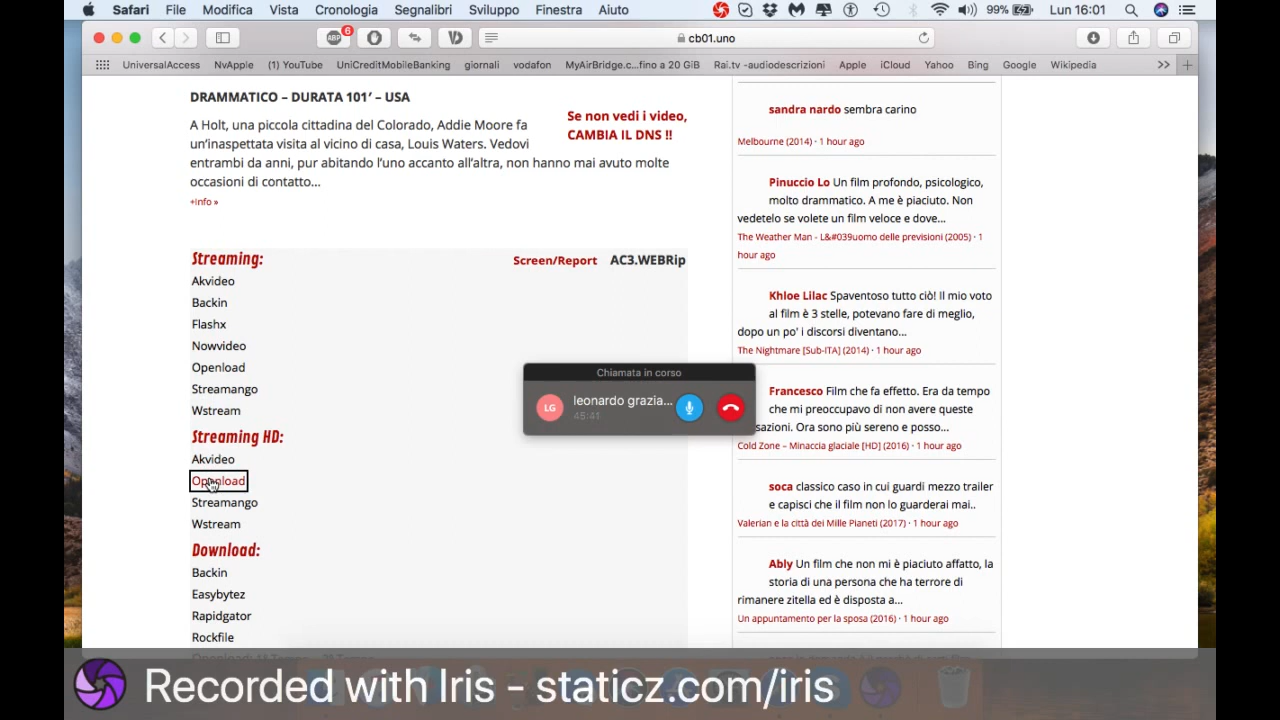 Safari File Modifica Vista Cronologia Segnalibri Sviluppo Finestra Aiuto 99% Lun 16:01
ABP 6 cb01.uno
UniversalAccess NvApple (1) YouTube UniCreditMobileBanking giornali vodafon MyAirBridge.c...fino a 20 GiB Rai.tv -audiodescrizioni Apple iCloud Yahoo Bing Google Wikipedia >> +
DRAMMATICO – DURATA 101′ – USA
A Holt, una piccola cittadina del Colorado, Addie Moore fa
un’inaspettata visita al vicino di casa, Louis Waters. Vedovi
entrambi da anni, pur abitando l’uno accanto all’altra, non hanno mai avuto molte
occasioni di contatto...
+Info »
Se non vedi i video,
CAMBIA IL DNS !!
Streaming:
Screen/Report AC3.WEBRip
Akvideo
Backin
Flashx
Nowvideo
Openload
Streamango
Wstream
Streaming HD:
Akvideo
Openload
Streamango
Wstream
Download:
Backin
Easybytez
Rapidgator
Rockfile
Chiamata in corso
LG leonardo grazia...
45:41
sandra nardo sembra carino
Melbourne (2014) · 1 hour ago
Pinuccio Lo Un film profondo, psicologico,
molto drammatico. A me è piaciuto. Non
vedetelo se volete un film veloce e dove...
The Weather Man - L&#039uomo delle previsioni (2005) · 1
hour ago
Khloe Lilac Spaventoso tutto ciò! Il mio voto
al film è 3 stelle, potevano fare di meglio,
dopo un po' i discorsi diventano...
The Nightmare [Sub-ITA] (2014) · 1 hour ago
Francesco Film che fa effetto. Era da tempo
che mi preoccupavo di non avere queste
sazioni. Ora sono più sereno e posso...
Cold Zone – Minaccia glaciale [HD] (2016) · 1 hour ago
soca classico caso in cui guardi mezzo trailer
e capisci che il film non lo guarderai mai..
Valerian e la città dei Mille Pianeti (2017) · 1 hour ago
Ably Un film che non mi è piaciuto affatto, la
storia di una persona che ha terrore di
rimanere zitella ed è disposta a...
Un appuntamento per la sposa (2016) · 1 hour ago
Recorded with Iris - staticz.com/iris